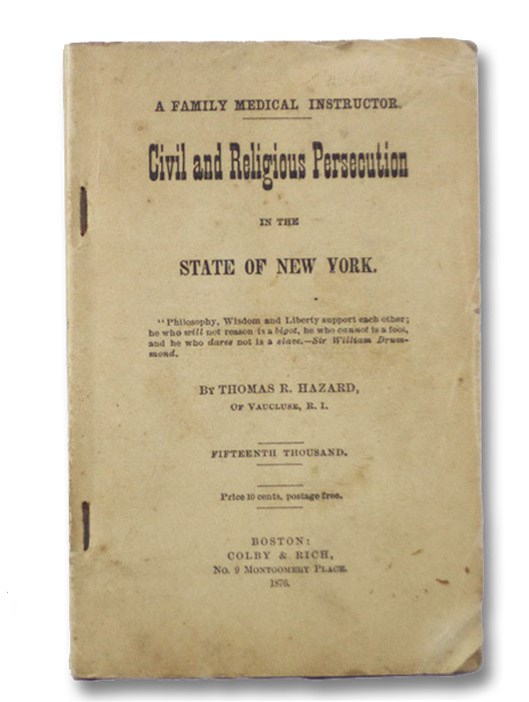 A FAMILY MEDICAL INSTRUCTOR.
Civil and Religious Persecution
IN THE
STATE OF NEW YORK.
"Philosophy, Wisdom and Liberty support each other;
he who will not reason is a bigot, he who cannot is a fool,
and he who dares not is a slave.—Sir William Drum-
mond.
BY THOMAS R. HAZARD,
OF VAUCLUSE, R. I.
FIFTEENTH THOUSAND.
Price 10 cents, postage free.
BOSTON:
COLBY & RICH,
No. 9 MONTGOMERY PLACE.
1876.